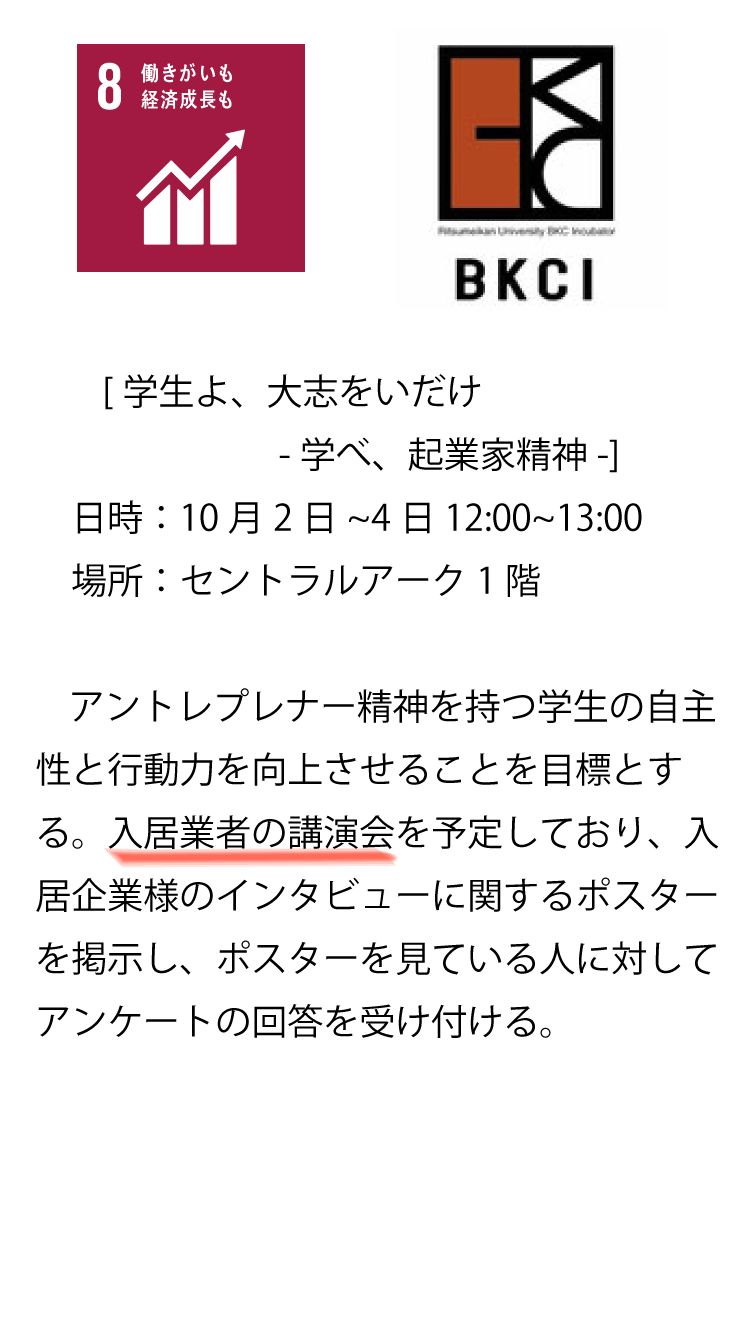 8 働きがいも
経済成長も
Ritsumeikan University BKC Incubator
BKCI
[ 学生よ、大志をいだけ
- 学べ、起業家精神 -]
日時：10 月 2 日 ~4 日 12:00~13:00
場所：セントラルアーク 1 階
アントレプレナー精神を持つ学生の自主
性と行動力を向上させることを目標とす
る。入居業者の講演会を予定しており、入
居企業様のインタビューに関するポスター
を掲示し、ポスターを見ている人に対して
アンケートの回答を受け付ける。